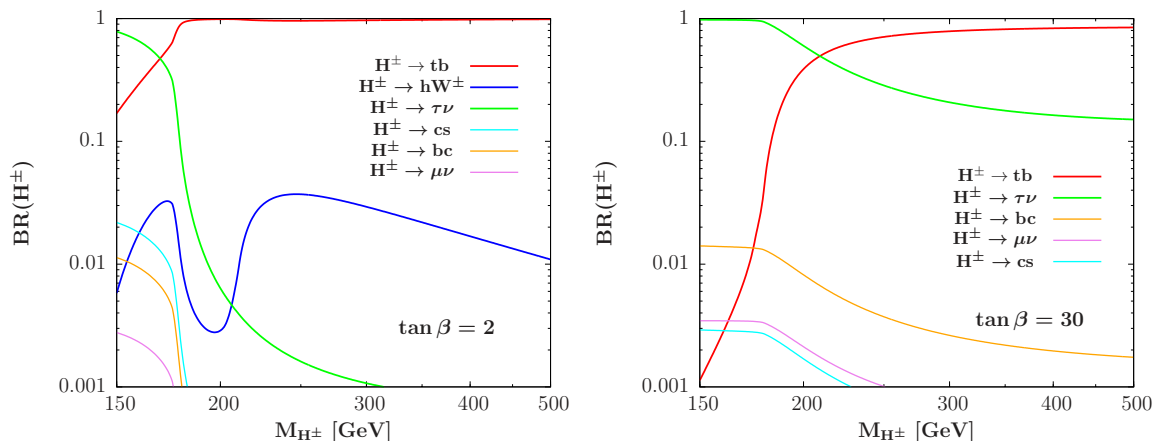 BR(H±)
1
0.1
0.01
0.001
H± → tb
H± → hW±
H± → τν
H± → cs
H± → bc
H± → μν
tan β = 2
150 200 300 400 500
M_H± [GeV]
BR(H±)
1
0.1
0.01
0.001
H± → tb
H± → τν
H± → bc
H± → μν
H± → cs
tan β = 30
150 200 300 400 500
M_H± [GeV]